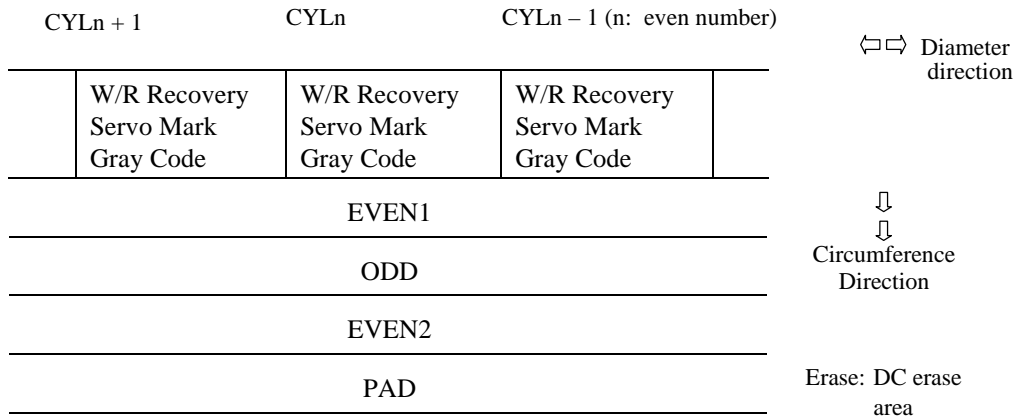 CYLn + 1 CYLn CYLn – 1 (n: even number)
Diameter
direction
W/R Recovery W/R Recovery W/R Recovery
Servo Mark Servo Mark Servo Mark
Gray Code Gray Code Gray Code
EVEN1
ODD
Circumference
Direction
EVEN2
PAD
Erase: DC erase
area